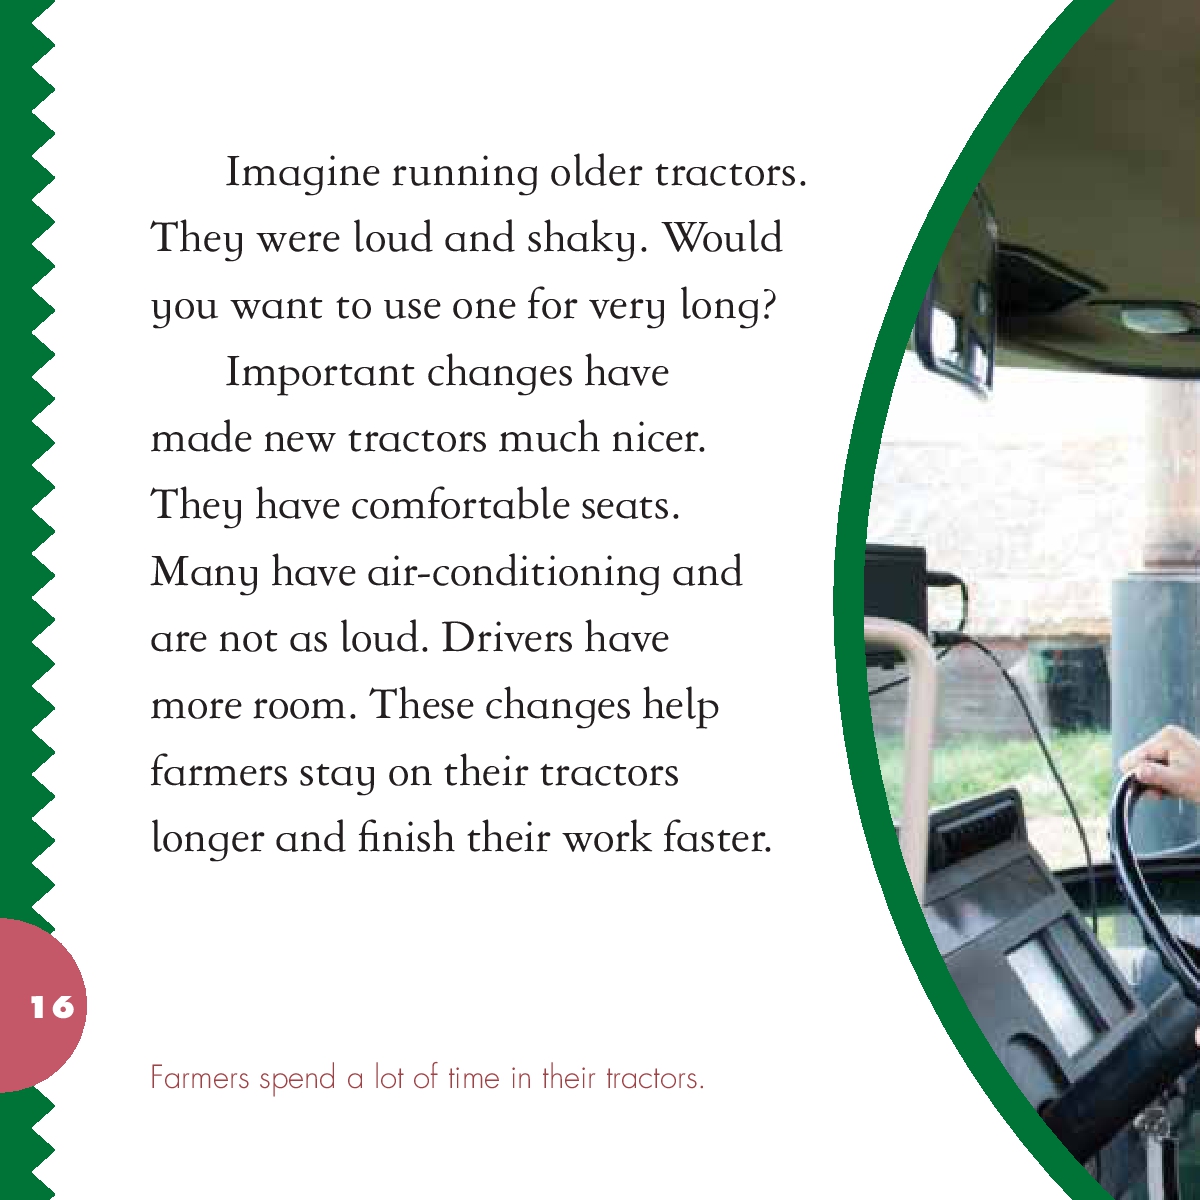 Imagine running older tractors.
They were loud and shaky. Would
you want to use one for very long?
Important changes have
made new tractors much nicer.
They have comfortable seats.
Many have air-conditioning and
are not as loud. Drivers have
more room. These changes help
farmers stay on their tractors
longer and finish their work faster.
16
Farmers spend a lot of time in their tractors.